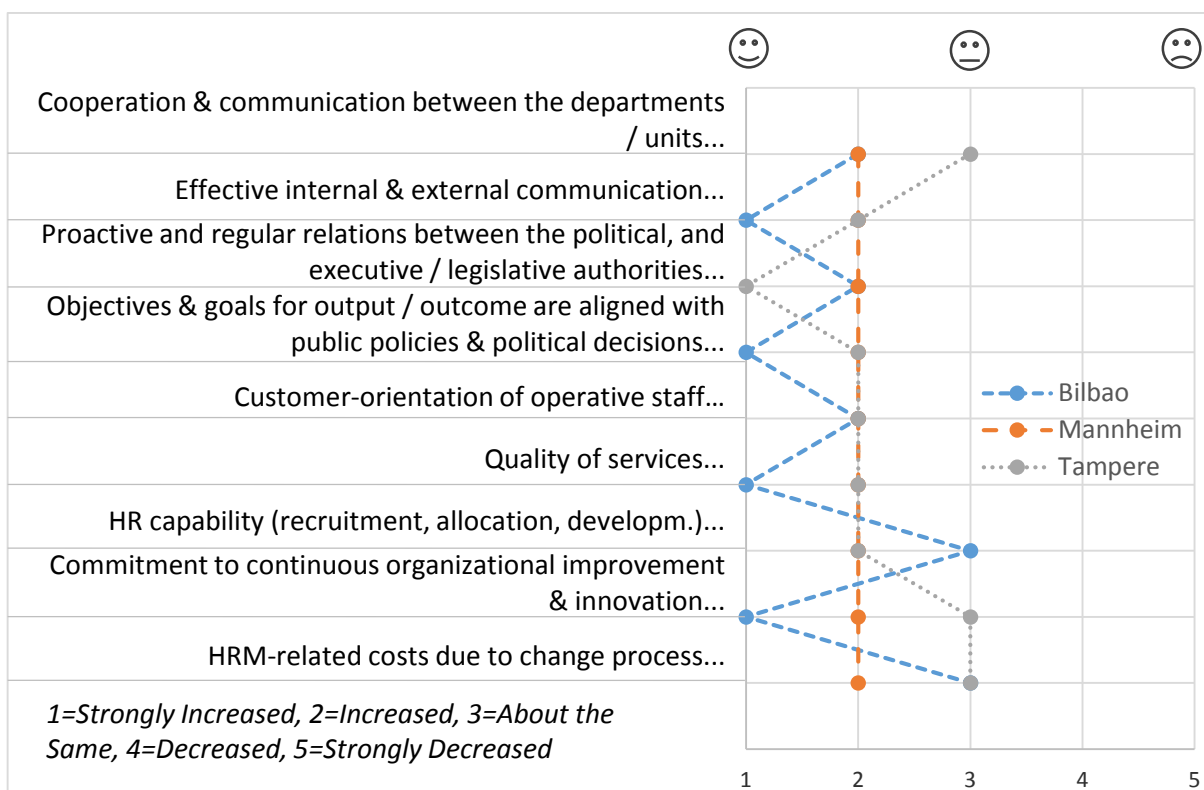 Cooperation & communication between the departments
/ units...
Effective internal & external communication...
Proactive and regular relations between the political, and
executive / legislative authorities...
Objectives & goals for output / outcome are aligned with
public policies & political decisions...
Customer-orientation of operative staff...
Quality of services...
HR capability (recruitment, allocation, developm.)...
Commitment to continuous organizational improvement
& innovation...
HRM-related costs due to change process...
Bilbao
Mannheim
Tampere
1=Strongly Increased, 2=Increased, 3=About the
Same, 4=Decreased, 5=Strongly Decreased
1 2 3 4 5